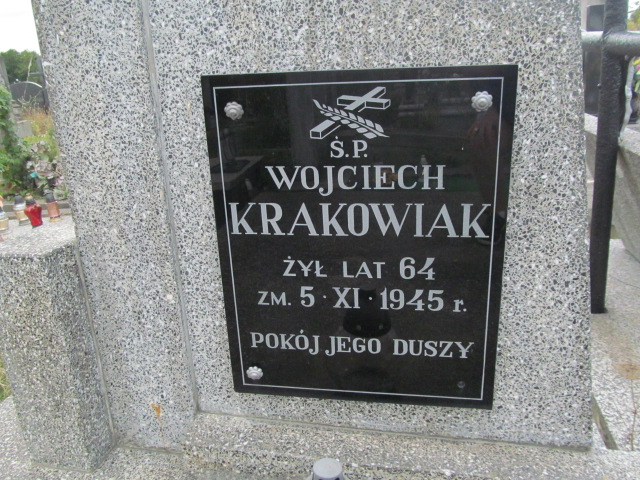 Ś.P.
WOJCIECH
KRAKOWIAK
ŻYŁ LAT 64
ZM. 5·XI·1945 r.
POKÓJ JEGO DUSZY